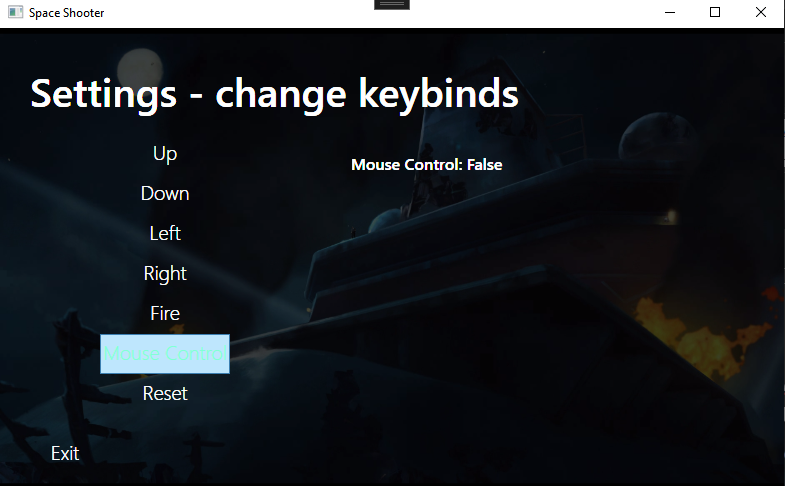 Space Shooter
Settings - change keybinds
Up
Mouse Control: False
Down
Left
Right
Fire
Mouse Control
Reset
Exit